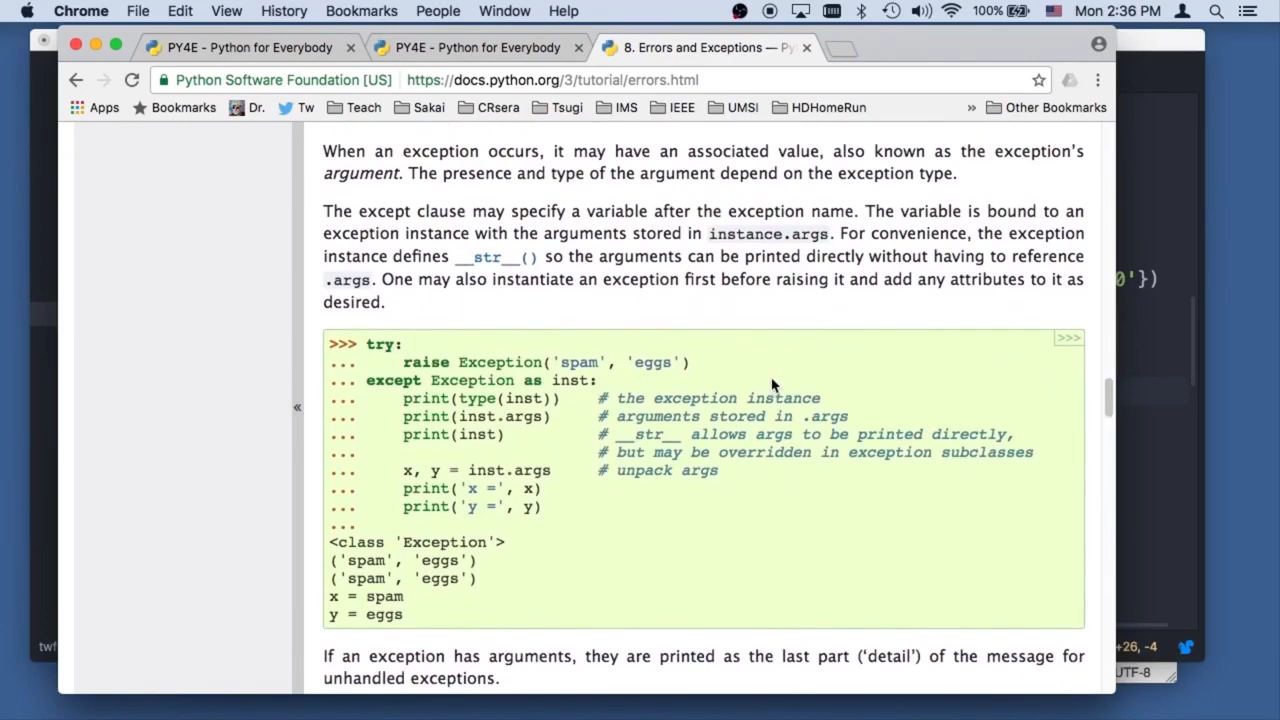 Chrome File Edit View History Bookmarks People Window Help 100% Mon 2:36 PM
PY4E - Python for Everybody PY4E - Python for Everybody 8. Errors and Exceptions — Py
Python Software Foundation [US] https://docs.python.org/3/tutorial/errors.html
Apps Bookmarks Dr. Tw Teach Sakai CRsera Tsugi IMS IEEE UMSI HDHomeRun » Other Bookmarks
When an exception occurs, it may have an associated value, also known as the exception's
argument. The presence and type of the argument depend on the exception type.
The except clause may specify a variable after the exception name. The variable is bound to an
exception instance with the arguments stored in instance.args. For convenience, the exception
instance defines __str__() so the arguments can be printed directly without having to reference
.args. One may also instantiate an exception first before raising it and add any attributes to it as
desired.
>>> try: >>>
... raise Exception('spam', 'eggs')
... except Exception as inst:
... print(type(inst)) # the exception instance
... print(inst.args) # arguments stored in .args
... print(inst) # __str__ allows args to be printed directly,
... # but may be overridden in exception subclasses
... x, y = inst.args # unpack args
... print('x =', x)
... print('y =', y)
...
<class 'Exception'>
('spam', 'eggs')
('spam', 'eggs')
x = spam
y = eggs
If an exception has arguments, they are printed as the last part ('detail') of the message for
unhandled exceptions.
«
0'})
twf
+26, -4
UTF-8